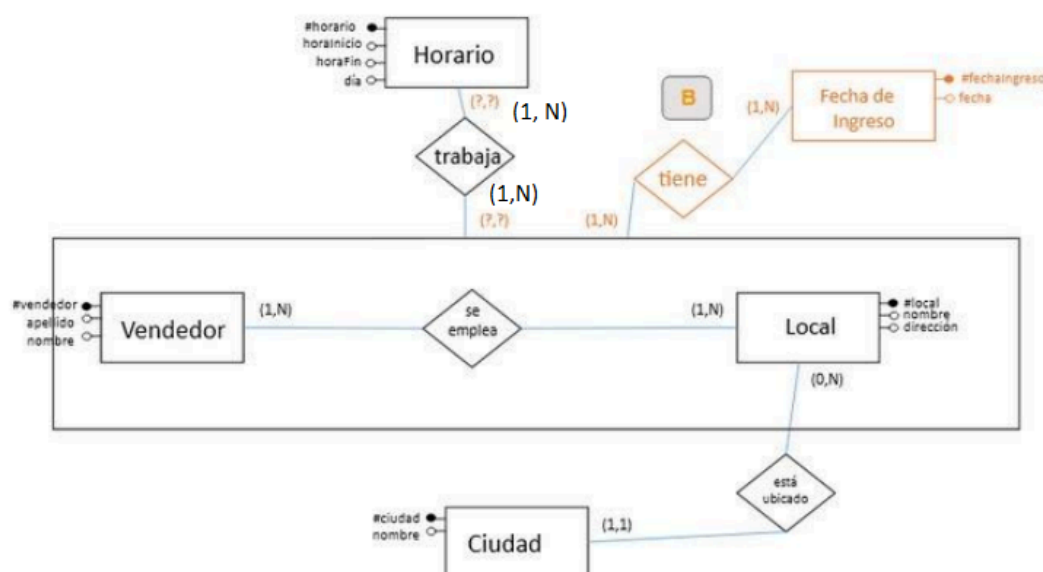 #horario
horaInicio
horaFin
día
Horario
(?,?)
(1, N)
trabaja
(1,N)
(?,?)
B
(1,N)
Fecha de
Ingreso
#fechaIngreso
fecha
tiene
(1,N)
#vendedor
apellido
nombre
Vendedor
(1,N)
se
emplea
(1,N)
Local
#local
nombre
dirección
(0,N)
está
ubicado
#ciudad
nombre
Ciudad
(1,1)